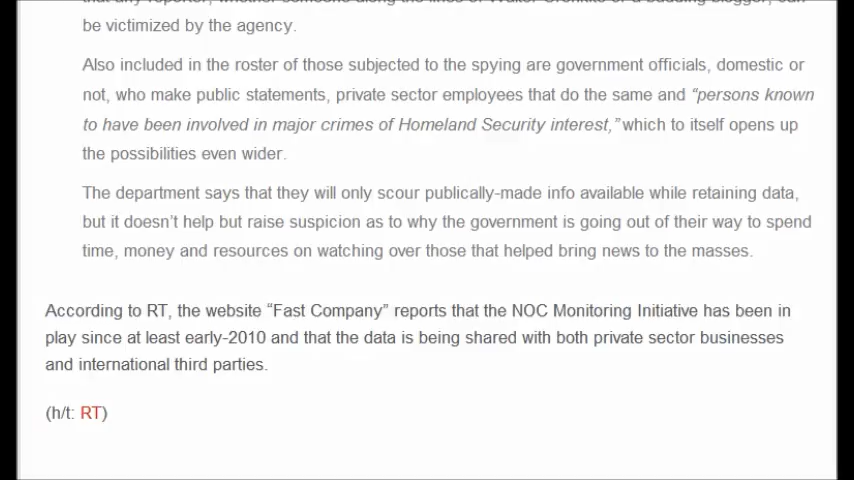 be victimized by the agency.
Also included in the roster of those subjected to the spying are government officials, domestic or
not, who make public statements, private sector employees that do the same and “persons known
to have been involved in major crimes of Homeland Security interest,” which to itself opens up
the possibilities even wider.
The department says that they will only scour publically-made info available while retaining data,
but it doesn’t help but raise suspicion as to why the government is going out of their way to spend
time, money and resources on watching over those that helped bring news to the masses.
According to RT, the website “Fast Company” reports that the NOC Monitoring Initiative has been in
play since at least early-2010 and that the data is being shared with both private sector businesses
and international third parties.
(h/t: RT)